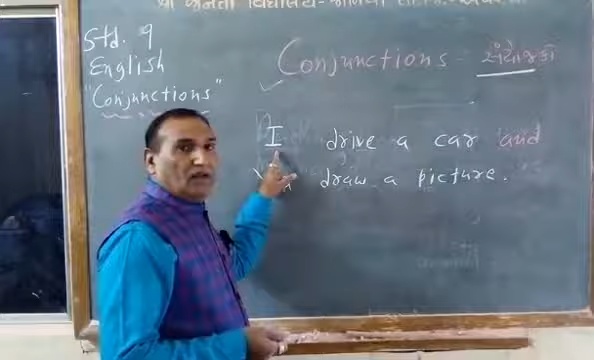 Std. 9
English
"Conjunctions"
Conjunctions - સંયોજકો
I drive a car and
draw a picture.